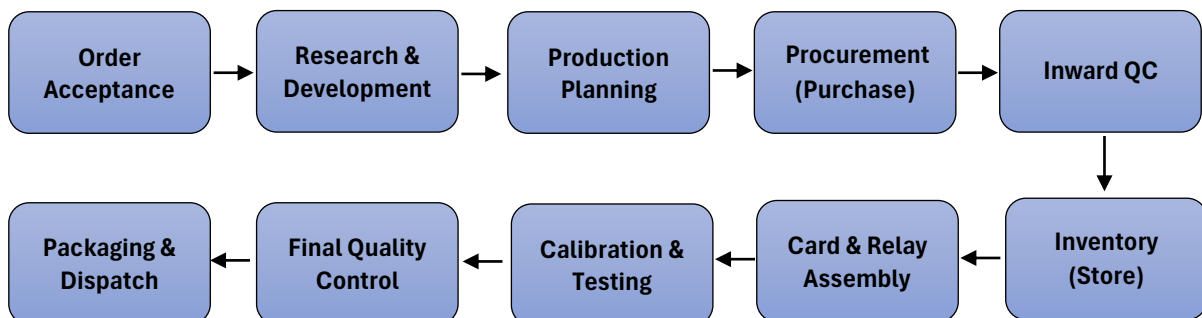 Order
Acceptance
Research &
Development
Production
Planning
Procurement
(Purchase)
Inward QC
Inventory
(Store)
Card & Relay
Assembly
Calibration &
Testing
Final Quality
Control
Packaging &
Dispatch